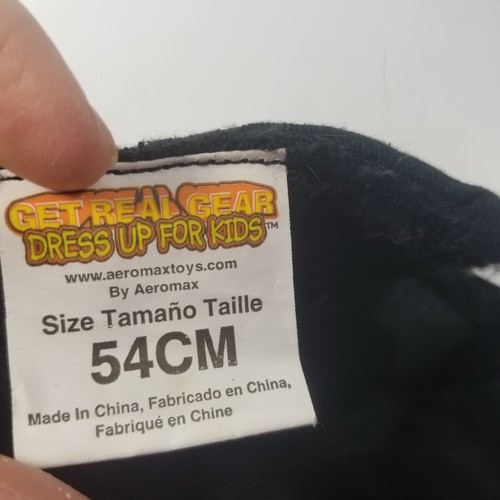 GET REAL GEAR
DRESS UP FOR KIDS™
www.aeromaxtoys.com
By Aeromax
Size Tamaño Taille
54CM
Made In China, Fabricado en China,
Fabriqué en Chine